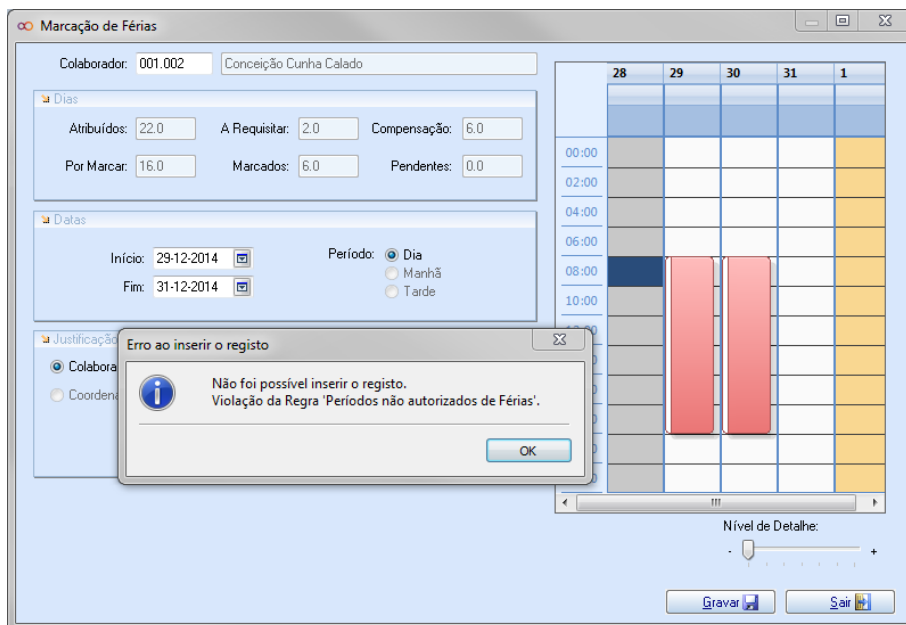 Marcação de Férias
Colaborador: 001.002 Conceição Cunha Calado
Dias
Atribuídos: 22.0 A Requisitar: 2.0 Compensação: 6.0
Por Marcar: 16.0 Marcados: 6.0 Pendentes: 0.0
Datas
Início: 29-12-2014 Período: Dia
Manhã
Fim: 31-12-2014
Tarde
Justificação
Colabora
Coordena
Erro ao inserir o registo
Não foi possível inserir o registo.
Violação da Regra 'Períodos não autorizados de Férias'.
OK
28 29 30 31 1
00:00
02:00
04:00
06:00
08:00
10:00
Nível de Detalhe:
- +
Gravar Sair